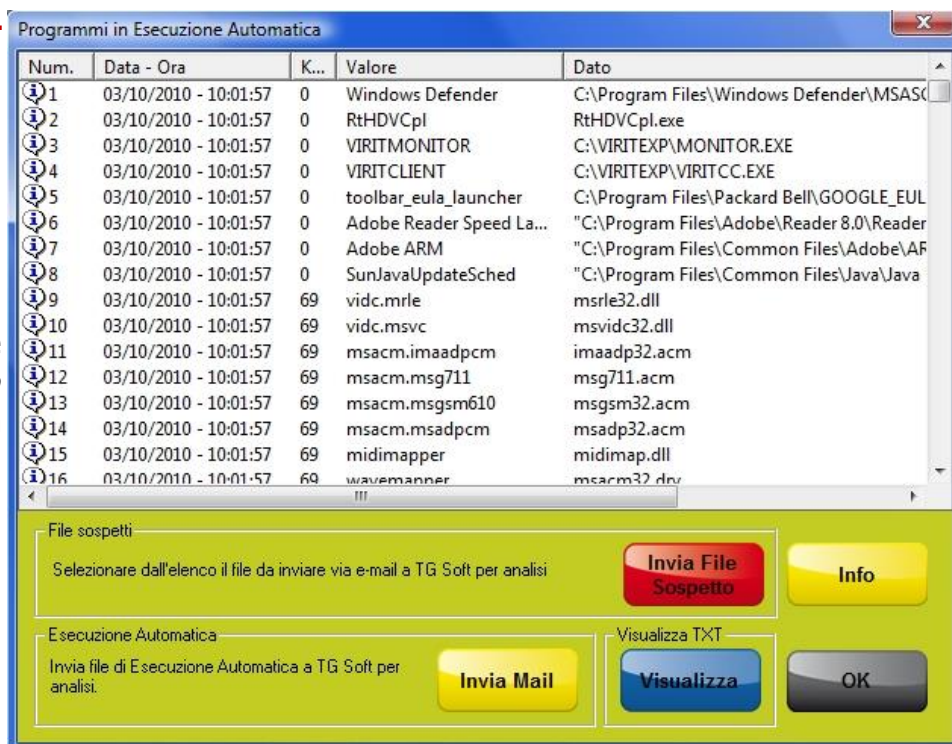 Programmi in Esecuzione Automatica
Num. Data - Ora K... Valore Dato
1 03/10/2010 - 10:01:57 0 Windows Defender C:\Program Files\Windows Defender\MSASC
2 03/10/2010 - 10:01:57 0 RtHDVCpl RtHDVCpl.exe
3 03/10/2010 - 10:01:57 0 VIRITMONITOR C:\VIRITEXP\MONITOR.EXE
4 03/10/2010 - 10:01:57 0 VIRITCLIENT C:\VIRITEXP\VIRITCC.EXE
5 03/10/2010 - 10:01:57 0 toolbar_eula_launcher C:\Program Files\Packard Bell\GOOGLE_EUL
6 03/10/2010 - 10:01:57 0 Adobe Reader Speed La... "C:\Program Files\Adobe\Reader 8.0\Reader
7 03/10/2010 - 10:01:57 0 Adobe ARM "C:\Program Files\Common Files\Adobe\AR
8 03/10/2010 - 10:01:57 0 SunJavaUpdateSched "C:\Program Files\Common Files\Java\Java
9 03/10/2010 - 10:01:57 69 vidc.mrle msrle32.dll
10 03/10/2010 - 10:01:57 69 vidc.msvc msvidc32.dll
11 03/10/2010 - 10:01:57 69 msacm.imaadpcm imaadp32.acm
12 03/10/2010 - 10:01:57 69 msacm.msg711 msg711.acm
13 03/10/2010 - 10:01:57 69 msacm.msgsm610 msgsm32.acm
14 03/10/2010 - 10:01:57 69 msacm.msadpcm msadp32.acm
15 03/10/2010 - 10:01:57 69 midimapper midimap.dll
16 03/10/2010 - 10:01:57 69 wavemapper msacm32.drv
File sospetti
Selezionare dall'elenco il file da inviare via e-mail a TG Soft per analisi
Invia File
Sospetto
Info
Esecuzione Automatica
Invia file di Esecuzione Automatica a TG Soft per
analisi.
Invia Mail
Visualizza TXT
Visualizza
OK